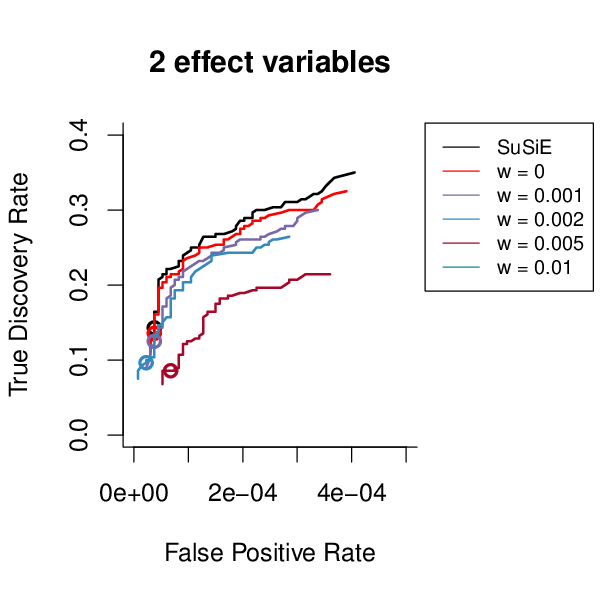 2 effect variables
True Discovery Rate
0.4
0.3
0.2
0.1
0.0
0e+00
2e−04
4e−04
False Positive Rate
SuSiE
w = 0
w = 0.001
w = 0.002
w = 0.005
w = 0.01